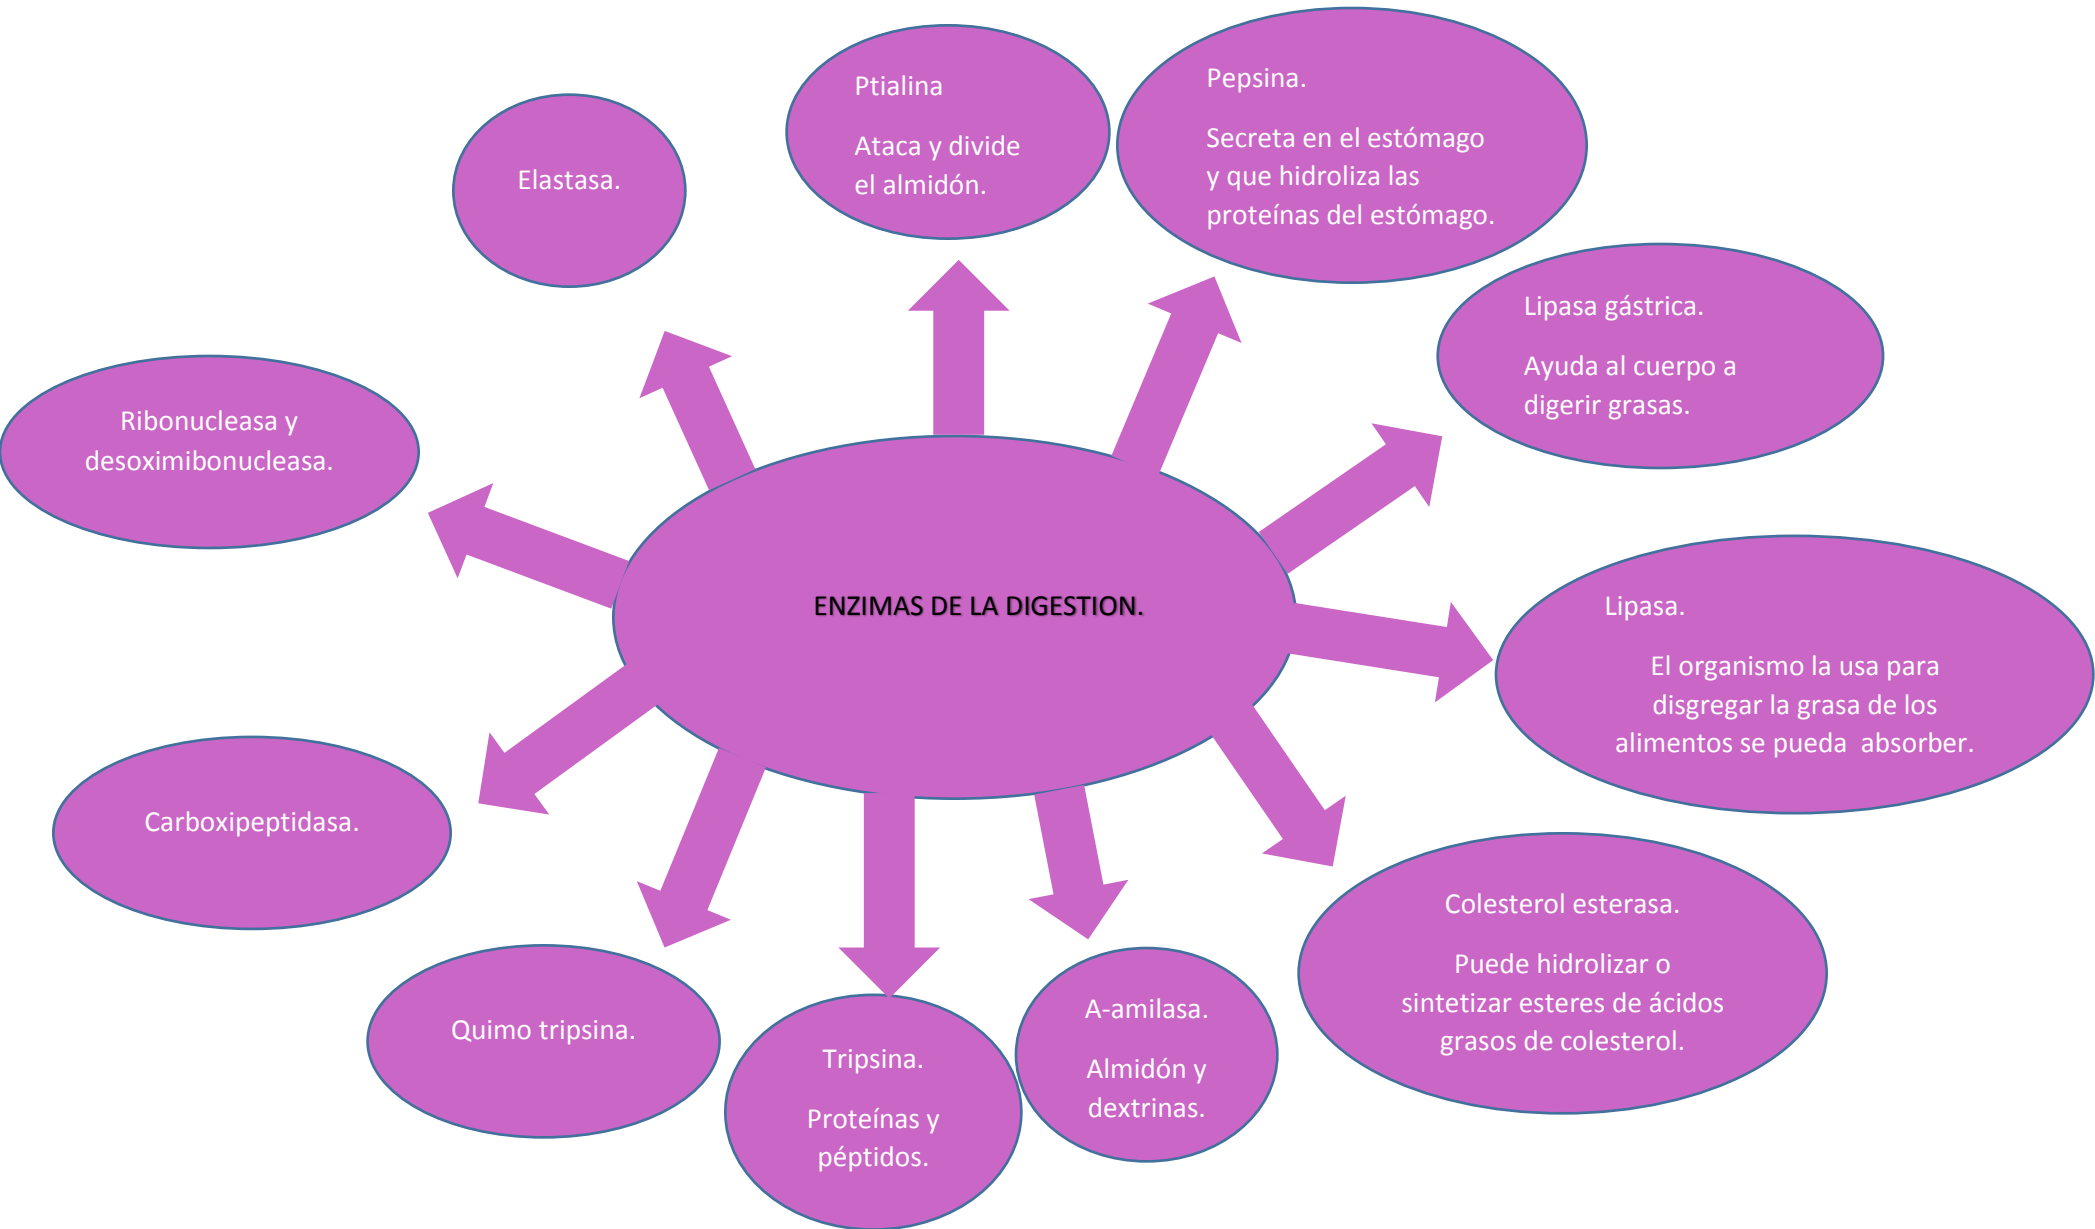 Ptialina
Ataca y divide
el almidón.
Pepsina.
Secreta en el estómago
y que hidroliza las
proteínas del estómago.
Elastasa.
Lipasa gástrica.
Ayuda al cuerpo a
digerir grasas.
Ribonucleasa y
desoximibonucleasa.
ENZIMAS DE LA DIGESTION.
Lipasa.
El organismo la usa para
disgregar la grasa de los
alimentos se pueda absorber.
Carboxipeptidasa.
Colesterol esterasa.
Puede hidrolizar o
sintetizar esteres de ácidos
grasos de colesterol.
Quimo tripsina.
Tripsina.
Proteínas y
péptidos.
A-amilasa.
Almidón y
dextrinas.